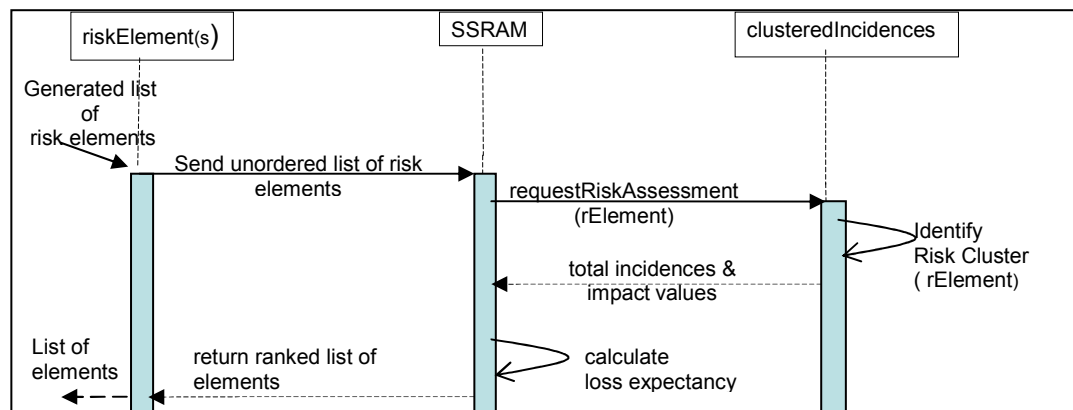 riskElement(s)
SSRAM
clusteredIncidences
Generated list
of
risk elements
Send unordered list of risk
elements
requestRiskAssessment
(rElement)
Identify
Risk Cluster
( rElement)
total incidences &
impact values
List of
elements
return ranked list of
elements
calculate
loss expectancy